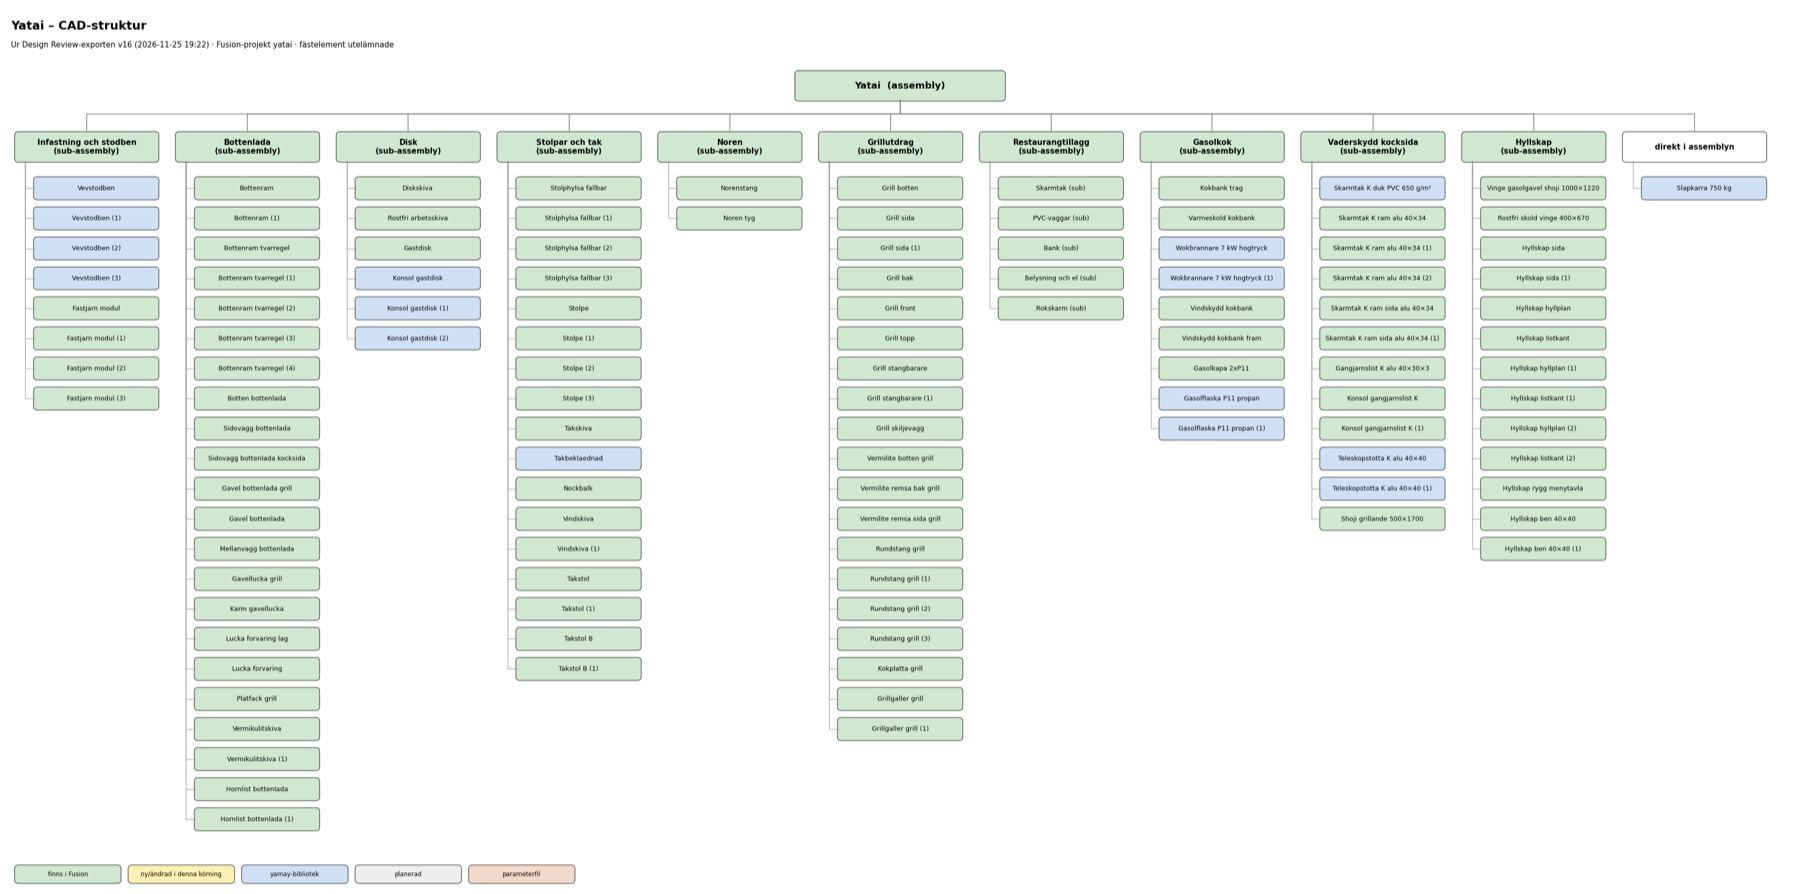 Yatai – CAD-struktur
Ur Design Review-exporten v16 (2026-11-25 19:22) · Fusion-projekt yatai · fästelement utelämnade
Yatai (assembly)
Infastning och stodben
(sub-assembly)
Vevstodben
Vevstodben (1)
Vevstodben (2)
Vevstodben (3)
Fastjarn modul
Fastjarn modul (1)
Fastjarn modul (2)
Fastjarn modul (3)
Bottenlada
(sub-assembly)
Bottenram
Bottenram (1)
Bottenram tvarregel
Bottenram tvarregel (1)
Bottenram tvarregel (2)
Bottenram tvarregel (3)
Bottenram tvarregel (4)
Botten bottenlada
Sidovagg bottenlada
Sidovagg bottenlada kocksida
Gavel bottenlada grill
Gavel bottenlada
Mellanvagg bottenlada
Gavellucka grill
Karm gavellucka
Lucka forvaring lag
Lucka forvaring
Platfack grill
Vermikulitskiva
Vermikulitskiva (1)
Hornlist bottenlada
Hornlist bottenlada (1)
Disk
(sub-assembly)
Diskskiva
Rostfri arbetsskiva
Gastdisk
Konsol gastdisk
Konsol gastdisk (1)
Konsol gastdisk (2)
Stolpar och tak
(sub-assembly)
Stolphylsa fallbar
Stolphylsa fallbar (1)
Stolphylsa fallbar (2)
Stolphylsa fallbar (3)
Stolpe
Stolpe (1)
Stolpe (2)
Stolpe (3)
Takskiva
Takbeklaednad
Nockbalk
Vindskiva
Vindskiva (1)
Takstol
Takstol (1)
Takstol B
Takstol B (1)
Noren
(sub-assembly)
Norenstang
Noren tyg
Grillutdrag
(sub-assembly)
Grill botten
Grill sida
Grill sida (1)
Grill bak
Grill front
Grill topp
Grill stangbarare
Grill stangbarare (1)
Grill skiljevagg
Vermilite botten grill
Vermilite remsa bak grill
Vermilite remsa sida grill
Rundstang grill
Rundstang grill (1)
Rundstang grill (2)
Rundstang grill (3)
Kokplatta grill
Grillgaller grill
Grillgaller grill (1)
Restaurangtillagg
(sub-assembly)
Skarmtak (sub)
PVC-vaggar (sub)
Bank (sub)
Belysning och el (sub)
Rokskarm (sub)
Gasolkok
(sub-assembly)
Kokbank trag
Varmeskold kokbank
Wokbrannare 7 kW hogtryck
Wokbrannare 7 kW hogtryck (1)
Vindskydd kokbank
Vindskydd kokbank fram
Gasolkapa 2xP11
Gasolflaska P11 propan
Gasolflaska P11 propan (1)
Vaderskydd kocksida
(sub-assembly)
Skarmtak K duk PVC 650 g/m²
Skarmtak K ram alu 40×34
Skarmtak K ram alu 40×34 (1)
Skarmtak K ram alu 40×34 (2)
Skarmtak K ram sida alu 40×34
Skarmtak K ram sida alu 40×34 (1)
Gangjarnslist K alu 40×30×3
Konsol gangjarnslist K
Konsol gangjarnslist K (1)
Teleskopstotta K alu 40×40
Teleskopstotta K alu 40×40 (1)
Shoji grillande 500×1700
Hyllskap
(sub-assembly)
Vinge gasolgavel shoji 1000×1220
Rostfri skold vinge 400×670
Hyllskap sida
Hyllskap sida (1)
Hyllskap hyllplan
Hyllskap listkant
Hyllskap hyllplan (1)
Hyllskap listkant (1)
Hyllskap hyllplan (2)
Hyllskap listkant (2)
Hyllskap rygg menytavla
Hyllskap ben 40×40
Hyllskap ben 40×40 (1)
direkt i assemblyn
Slapkarra 750 kg
finns i Fusion
ny/ändrad i denna körning
yamay-bibliotek
planerad
parameterfil